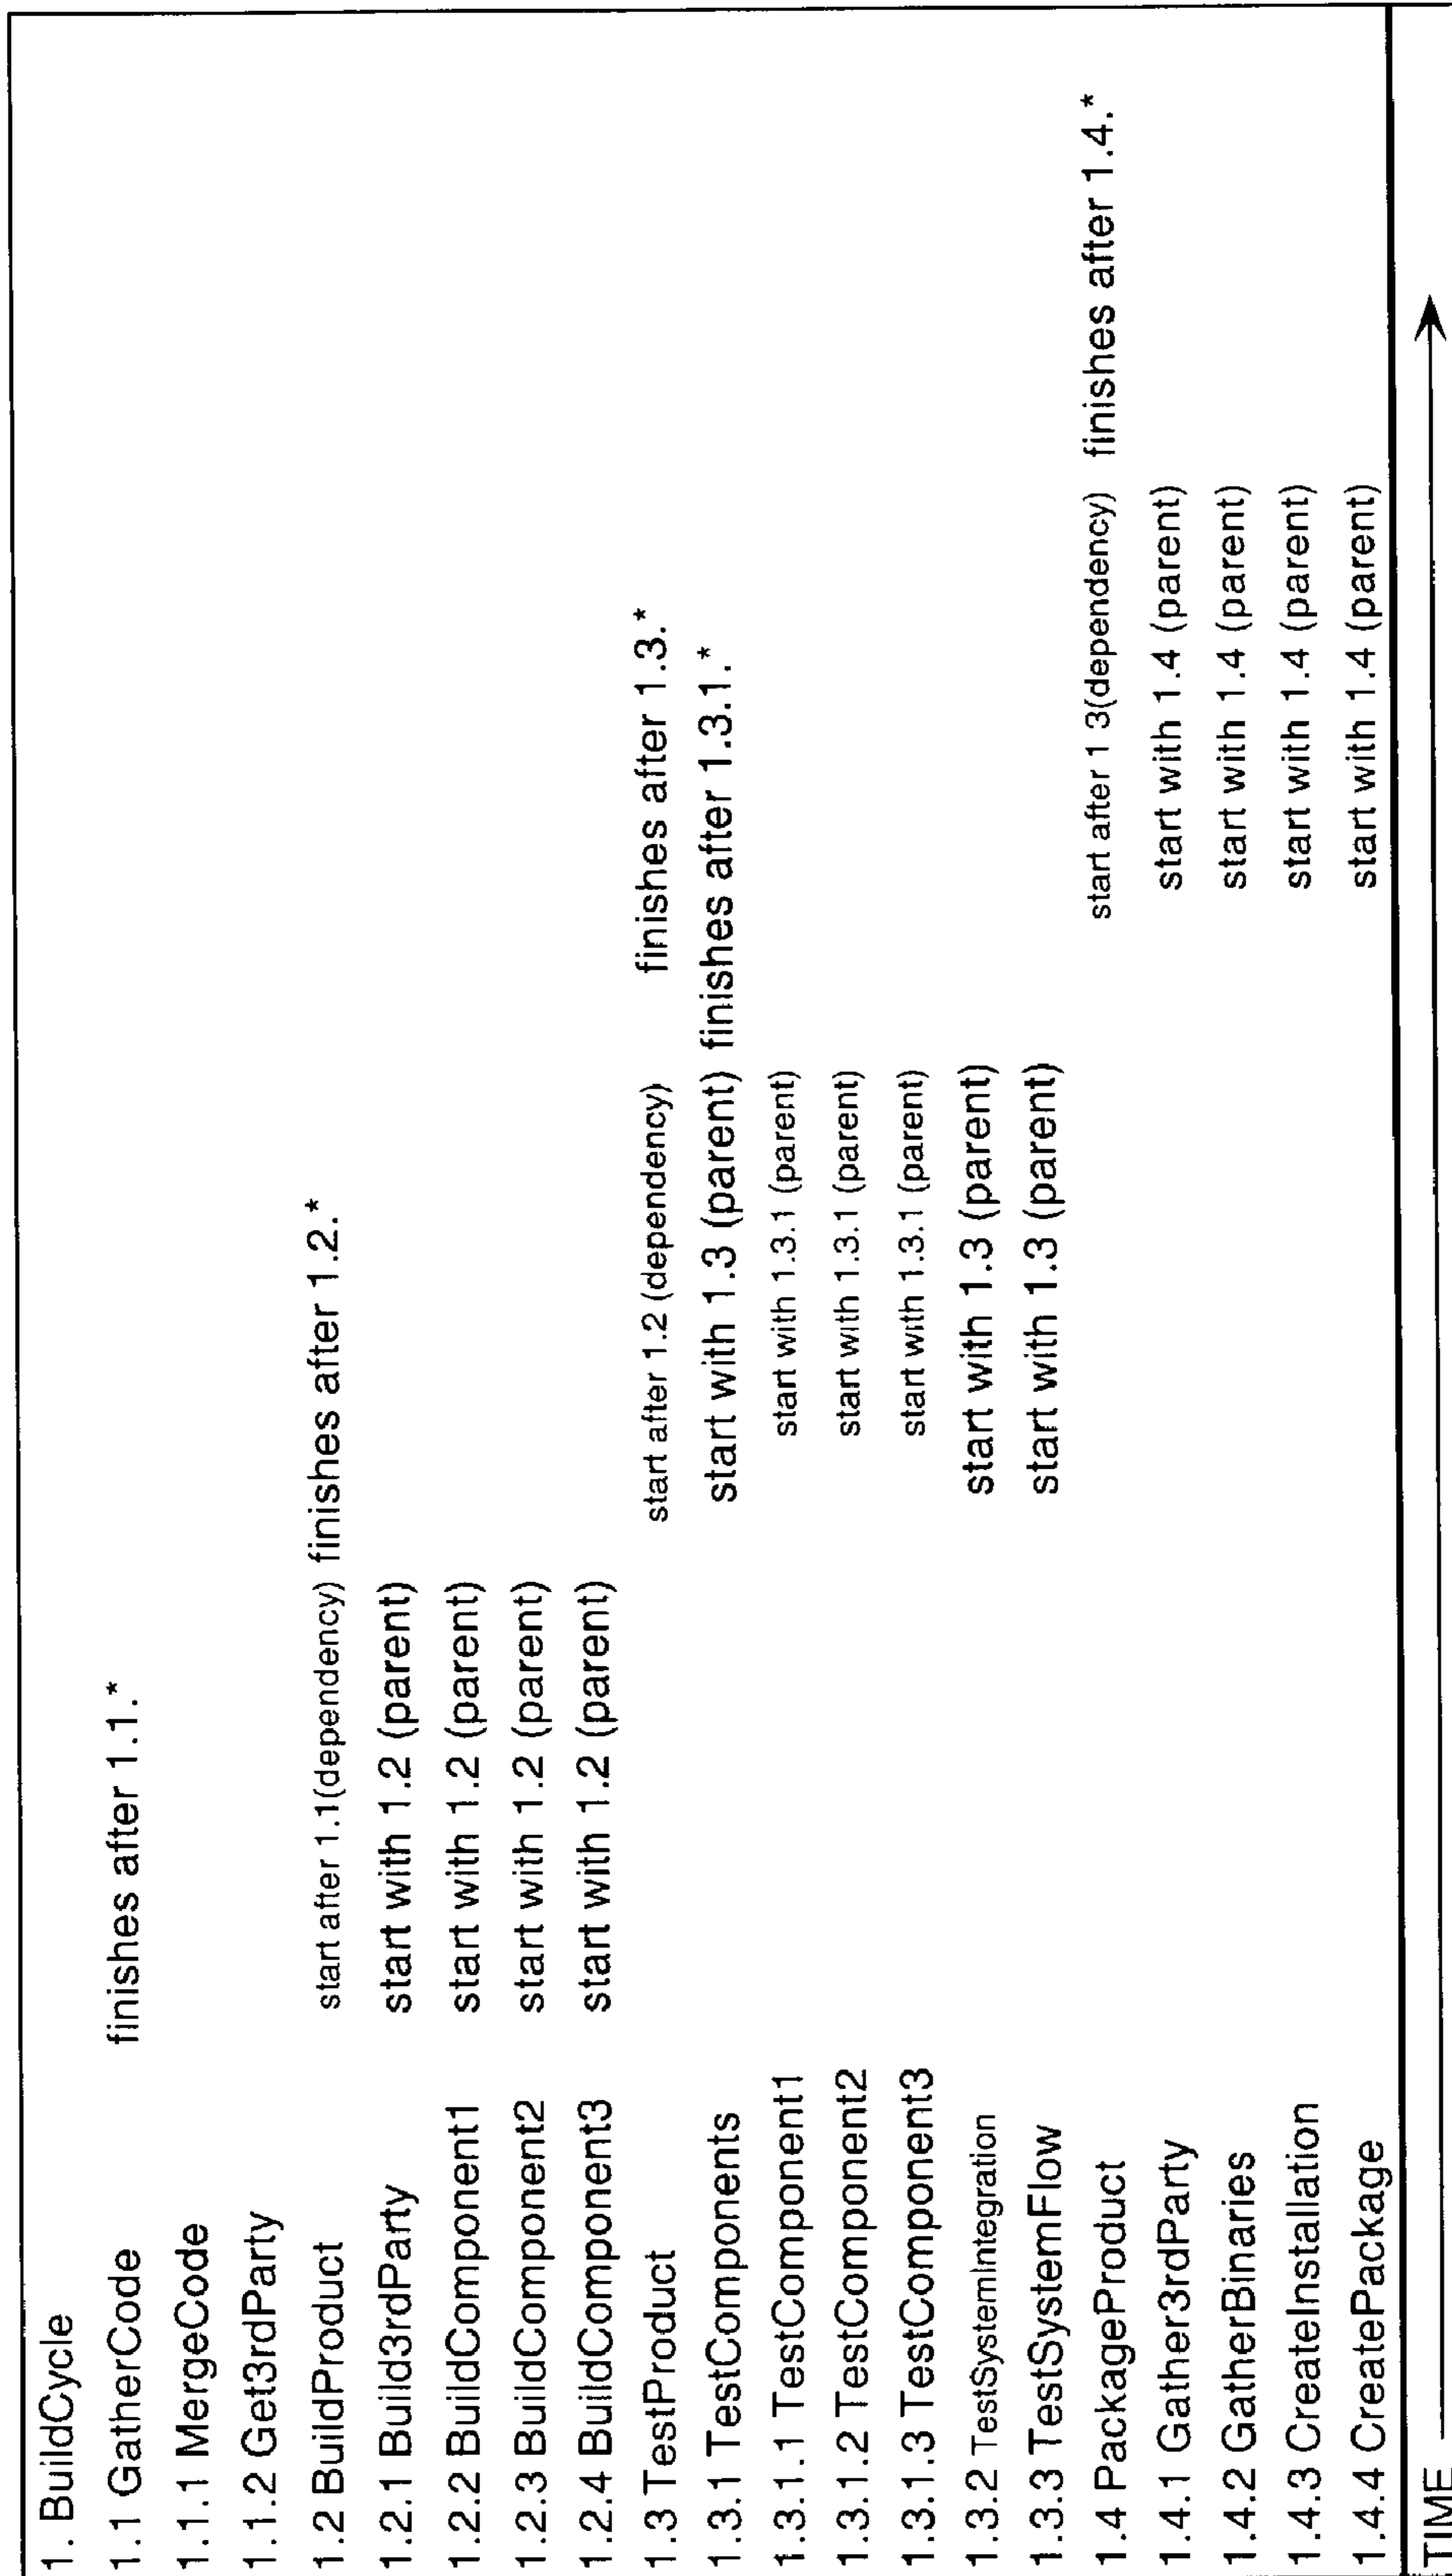 1. BuildCycle
1.1 GatherCode finishes after 1.1.*
1.1.1 MergeCode
1.1.2 Get3rdParty
1.2 BuildProduct start after 1.1(dependency) finishes after 1.2.*
1.2.1 Build3rdParty start with 1.2 (parent)
1.2.2 BuildComponent1 start with 1.2 (parent)
1.2.3 BuildComponent2 start with 1.2 (parent)
1.2.4 BuildComponent3 start with 1.2 (parent)
1.3 TestProduct start after 1.2 (dependency) finishes after 1.3.*
1.3.1 TestComponents start with 1.3 (parent) finishes after 1.3.1.*
1.3.1.1 TestComponent1 start with 1.3.1 (parent)
1.3.1.2 TestComponent2 start with 1.3.1 (parent)
1.3.1.3 TestComponent3 start with 1.3.1 (parent)
1.3.2 TestSystemIntegration start with 1.3 (parent)
1.3.3 TestSystemFlow start with 1.3 (parent)
1.4 PackageProduct start after 1 3(dependency) finishes after 1.4.*
1.4.1 Gather3rdParty start with 1.4 (parent)
1.4.2 GatherBinaries start with 1.4 (parent)
1.4.3 CreateInstallation start with 1.4 (parent)
1.4.4 CreatePackage start with 1.4 (parent)
TIME